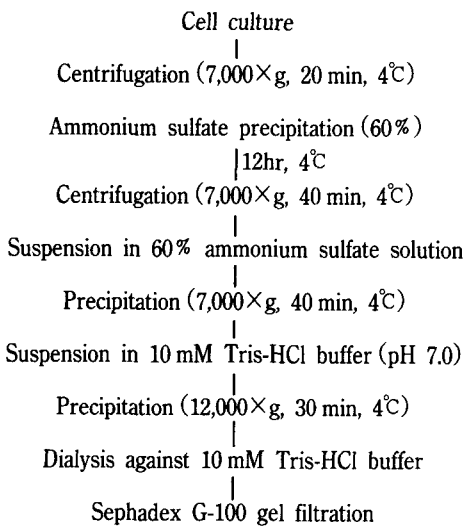 Cell culture
Centrifugation (7,000×g, 20 min, 4℃)
Ammonium sulfate precipitation (60%)
12hr, 4℃
Centrifugation (7,000×g, 40 min, 4℃)
Suspension in 60% ammonium sulfate solution
Precipitation (7,000×g, 40 min, 4℃)
Suspension in 10 mM Tris-HCl buffer (pH 7.0)
Precipitation (12,000×g, 30 min, 4℃)
Dialysis against 10 mM Tris-HCl buffer
Sephadex G-100 gel filtration